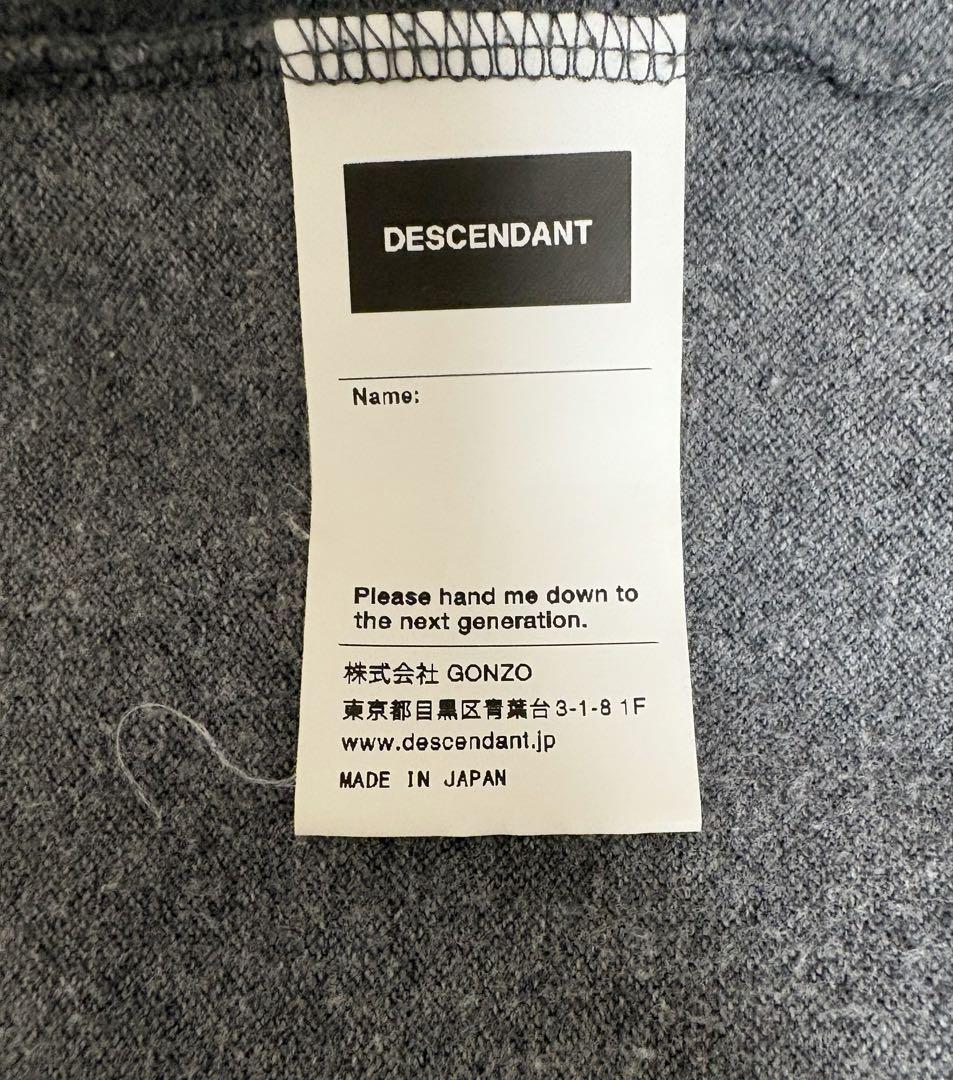 DESCENDANT
Name:
Please hand me down to
the next generation.
株式会社 GONZO
東京都目黒区青葉台3-1-8 1F
www.descendant.jp
MADE IN JAPAN